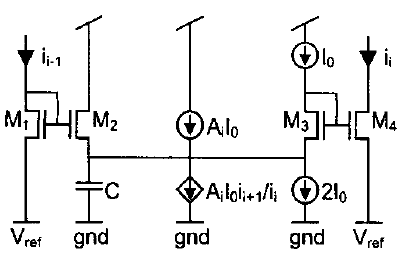 i_{i-1} I_0 i_i
M_1 M_2 A_iI_0 M_3 M_4
C A_iI_0i_{i+1}/i_i 2I_0
V_{ref} gnd gnd gnd V_{ref}